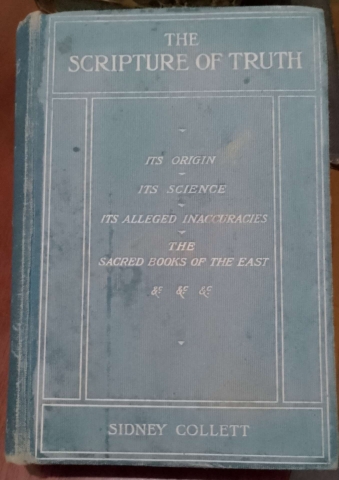 THE
SCRIPTURE OF TRUTH
ITS ORIGIN
ITS SCIENCE
ITS ALLEGED INACCURACIES
THE
SACRED BOOKS OF THE EAST
&c &c &c
SIDNEY COLLETT